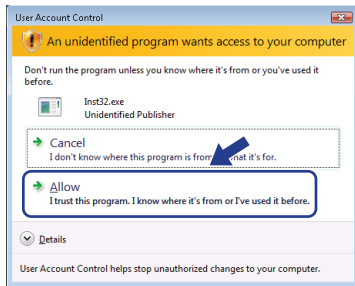 User Account Control
An unidentified program wants access to your computer
Don't run the program unless you know where it's from or you've used it
before.
Inst32.exe
Unidentified Publisher
Cancel
I don't know where this program is from at it's for.
Allow
I trust this program. I know where it's from or I've used it before.
Details
User Account Control helps stop unauthorized changes to your computer.